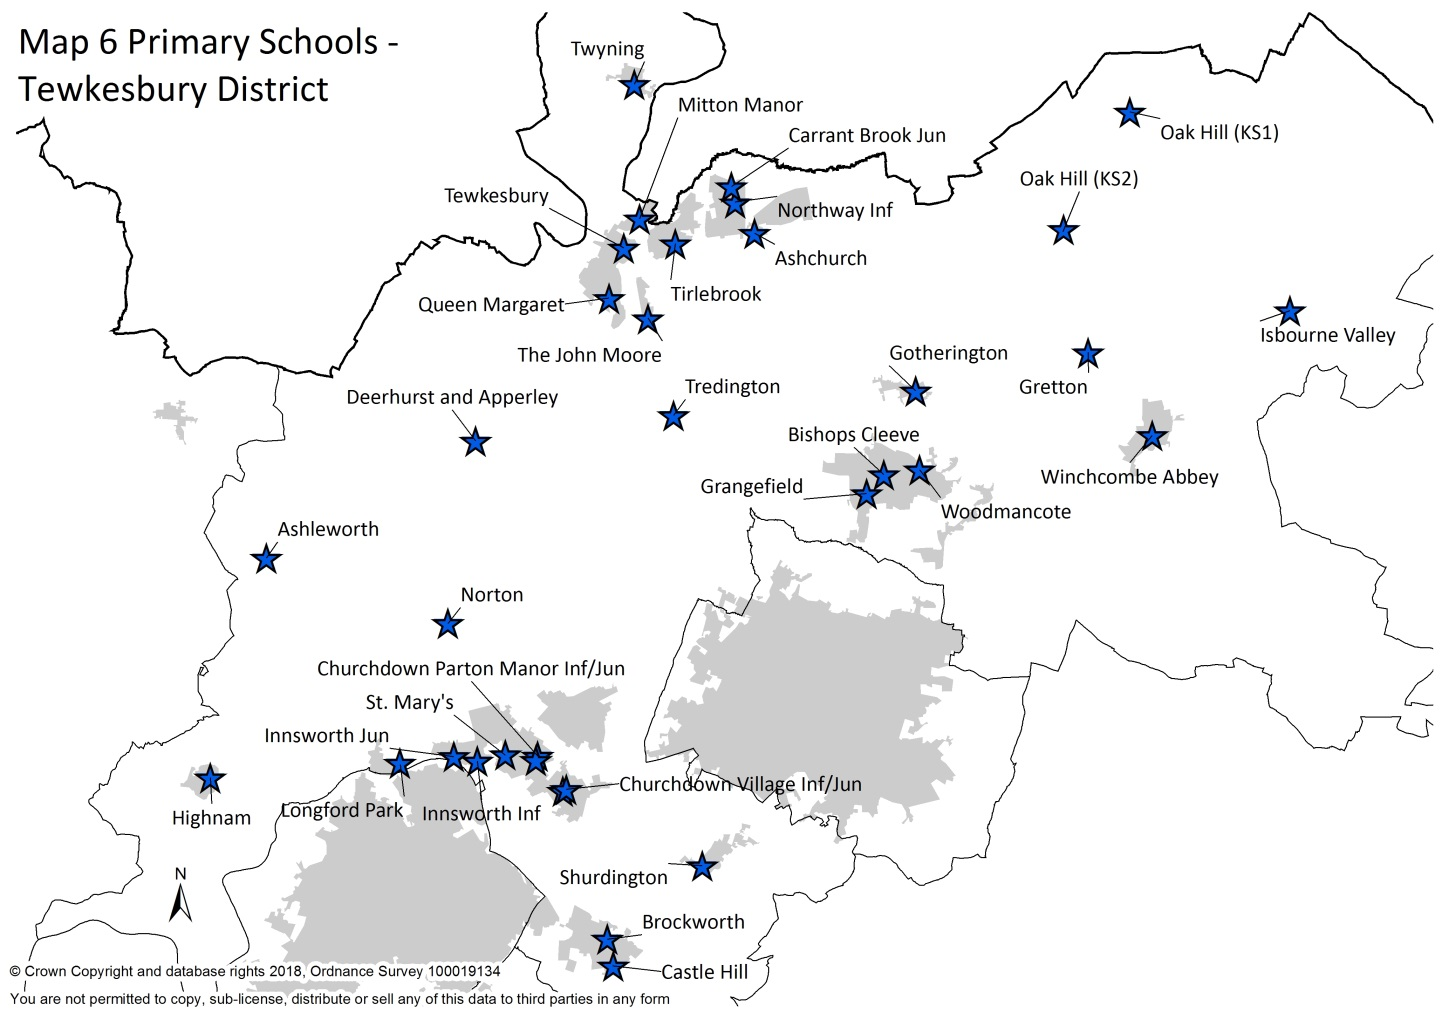 Map 6 Primary Schools -
Tewkesbury District
Twyning
Mitton Manor
Carrant Brook Jun
Oak Hill (KS1)
Oak Hill (KS2)
Tewkesbury
Northway Inf
Ashchurch
Tirlebrook
Queen Margaret
Isbourne Valley
The John Moore
Gotherington
Gretton
Tredington
Deerhurst and Apperley
Bishops Cleeve
Winchcombe Abbey
Grangefield
Woodmancote
Ashleworth
Norton
Churchdown Parton Manor Inf/Jun
St. Mary's
Innsworth Jun
Churchdown Village Inf/Jun
Longford Park
Innsworth Inf
Highnam
N
Shurdington
Brockworth
Castle Hill
© Crown Copyright and database rights 2018, Ordnance Survey 100019134
You are not permitted to copy, sub-license, distribute or sell any of this data to third parties in any form